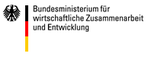 Bundesministerium für
wirtschaftliche Zusammenarbeit
und Entwicklung